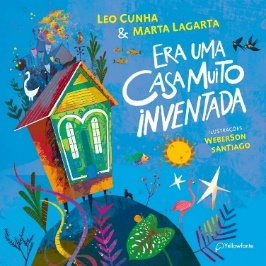 LEO CUNHA
& MARTA LAGARTA
ERA UMA
CASA MUITO
INVENTADA
ILUSTRAÇÕES
WEBERSON
SANTIAGO
Yellowfante